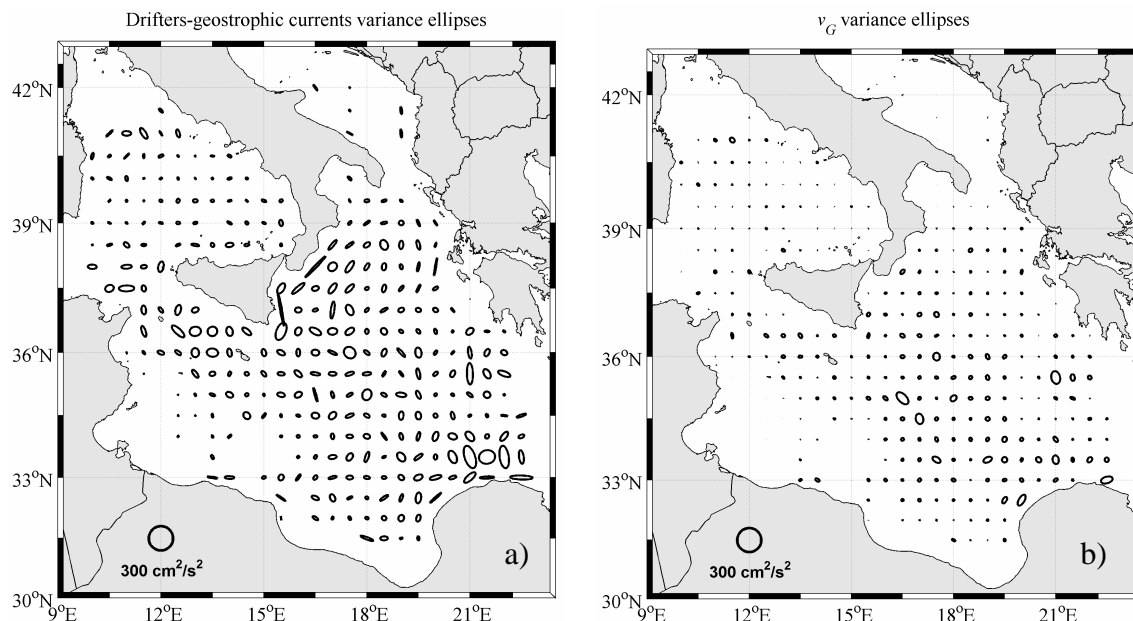 Drifters-geostrophic currents variance ellipses
42°N
39°N
36°N
33°N
30°N
9°E 12°E 15°E 18°E 21°E
300 cm²/s²
a)
v_G variance ellipses
42°N
39°N
36°N
33°N
30°N
9°E 12°E 15°E 18°E 21°E
300 cm²/s²
b)